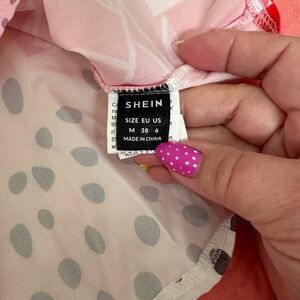 SHEIN
SIZE EU US
M 38 6
MADE IN CHINA